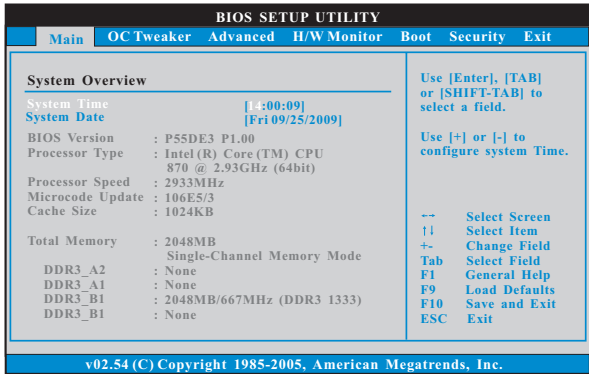 BIOS SETUP UTILITY
Main OC Tweaker Advanced H/W Monitor Boot Security Exit
System Overview
System Time [14:00:09]
System Date [Fri 09/25/2009]
BIOS Version : P55DE3 P1.00
Processor Type : Intel (R) Core (TM) CPU
870 @ 2.93GHz (64bit)
Processor Speed : 2933MHz
Microcode Update : 106E5/3
Cache Size : 1024KB
Total Memory : 2048MB
Single-Channel Memory Mode
DDR3_A2 : None
DDR3_A1 : None
DDR3_B1 : 2048MB/667MHz (DDR3 1333)
DDR3_B1 : None
Use [Enter], [TAB]
or [SHIFT-TAB] to
select a field.
Use [+] or [-] to
configure system Time.
←→ Select Screen
↑↓ Select Item
+- Change Field
Tab Select Field
F1 General Help
F9 Load Defaults
F10 Save and Exit
ESC Exit
v02.54 (C) Copyright 1985-2005, American Megatrends, Inc.